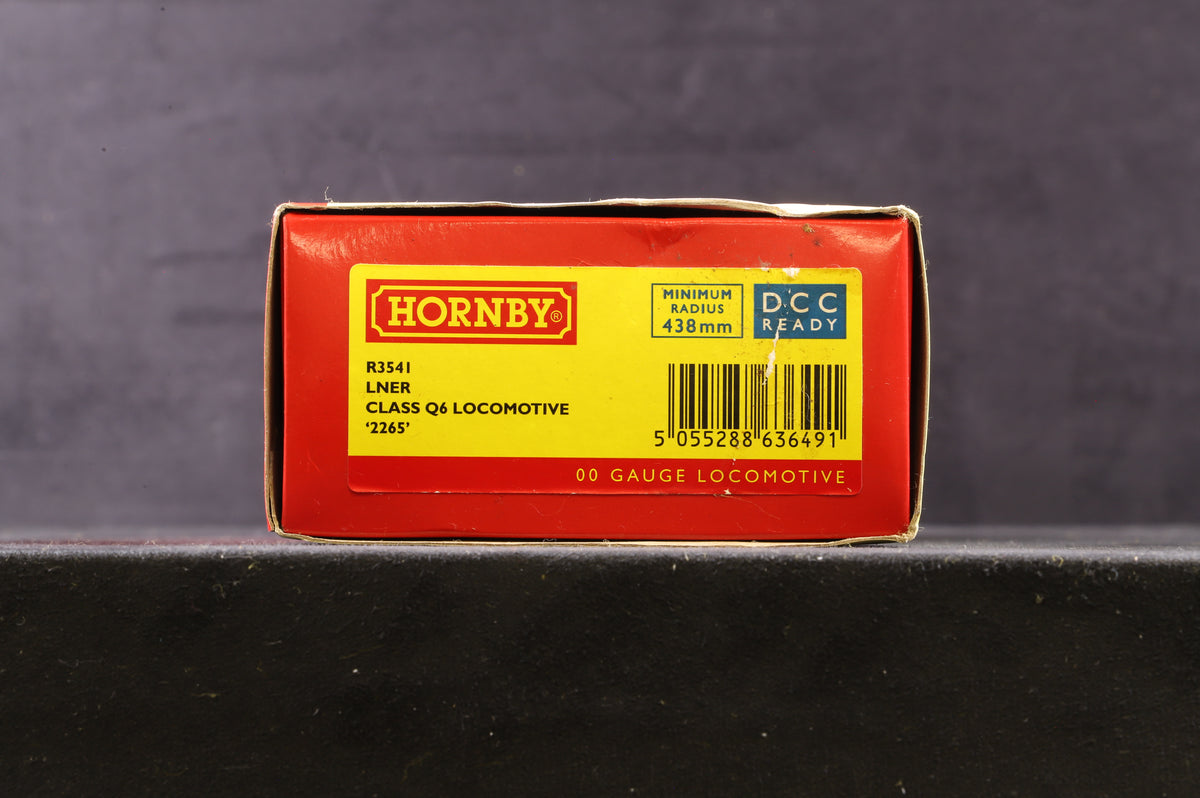 HORNBY®
MINIMUM
RADIUS
438mm
DCC
READY
R3541
LNER
CLASS Q6 LOCOMOTIVE
‘2265’
5 055288 636491
00 GAUGE LOCOMOTIVE